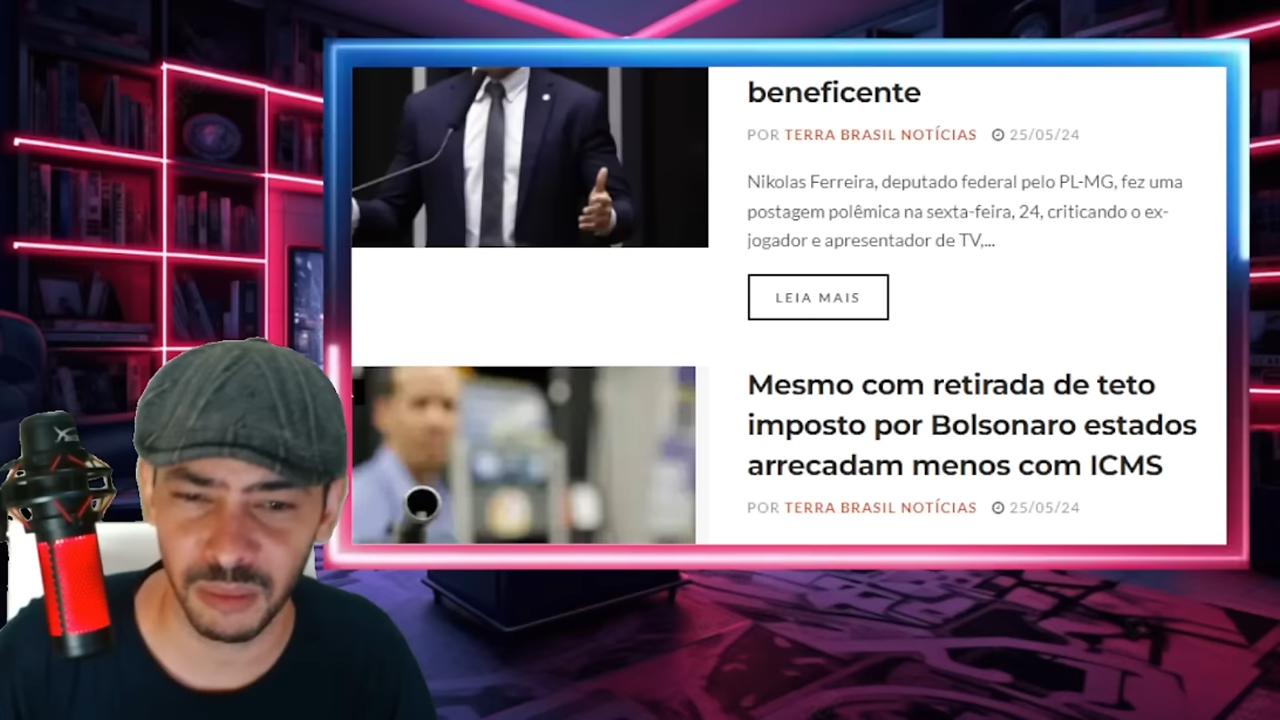 beneficente
POR TERRA BRASIL NOTÍCIAS 25/05/24
Nikolas Ferreira, deputado federal pelo PL-MG, fez uma
postagem polêmica na sexta-feira, 24, criticando o ex-
jogador e apresentador de TV,...
LEIA MAIS
Mesmo com retirada de teto
imposto por Bolsonaro estados
arrecadam menos com ICMS
POR TERRA BRASIL NOTÍCIAS 25/05/24